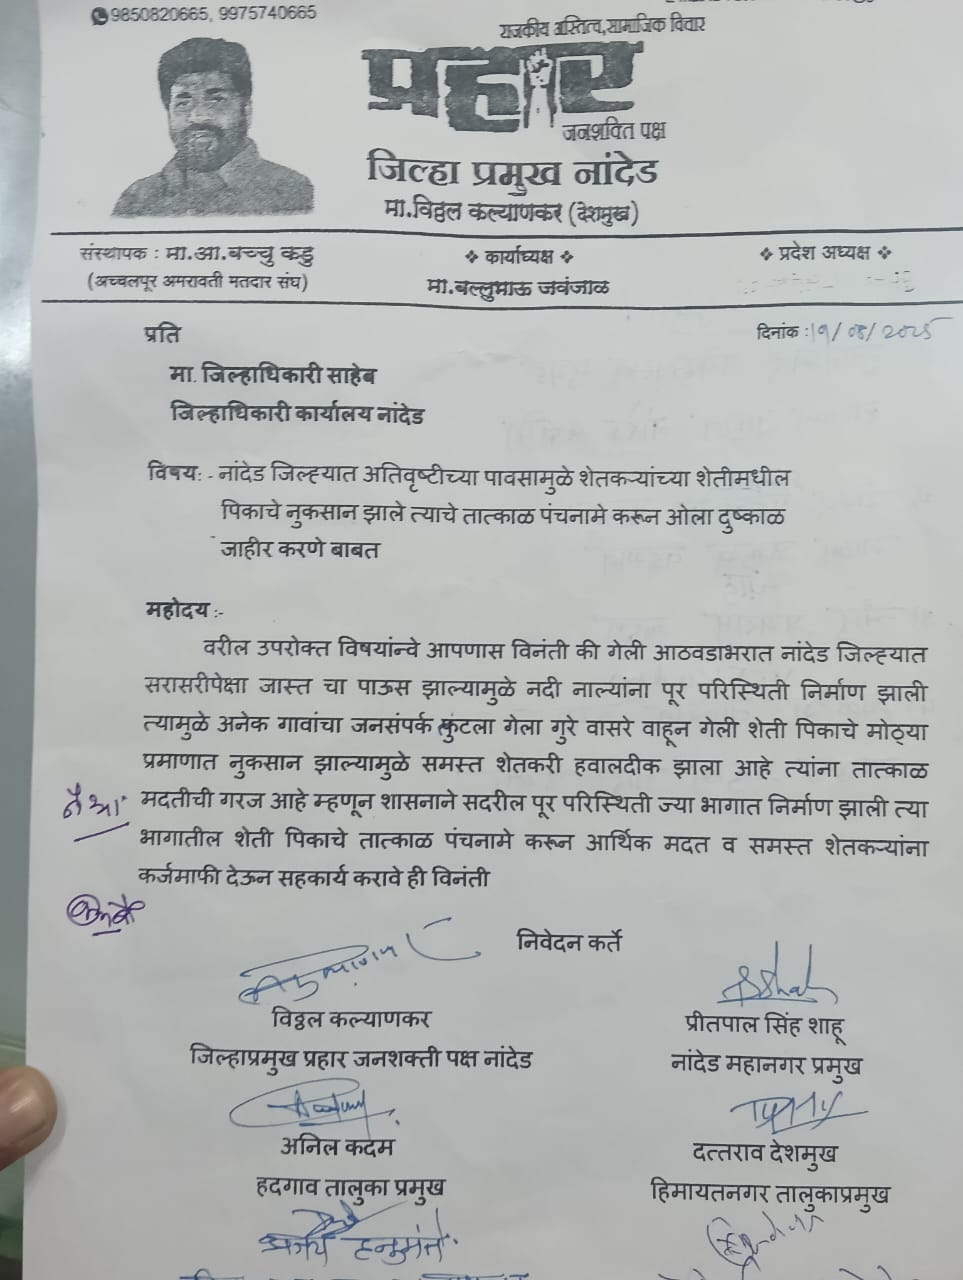 9850820665, 9975740665
राजकीय अस्तित्व,सामाजिक विचार
प्रहार
जनशक्ति पक्ष
जिल्हा प्रमुख नांदेड
मा.विठ्ठल कल्याणकर (देशमुख)
संस्थापक : मा.आ.बच्चु कडु
(अच्चलपूर अमरावती मतदार संघ)
❖ कार्याध्यक्ष ❖
मा.बल्लुभाऊ जवंजाळ
❖ प्रदेश अध्यक्ष ❖
प्रति
दिनांक :19/08/2025
मा. जिल्हाधिकारी साहेब
जिल्हाधिकारी कार्यालय नांदेड
विषय: - नांदेड जिल्ह्यात अतिवृष्टीच्या पावसामुळे शेतकऱ्यांच्या शेतीमधील
पिकाचे नुकसान झाले त्याचे तात्काळ पंचनामे करून ओला दुष्काळ
जाहीर करणे बाबत
महोदय :-
वरील उपरोक्त विषयांन्वे आपणास विनंती की गेली आठवडाभरात नांदेड जिल्ह्यात
सरासरीपेक्षा जास्त चा पाऊस झाल्यामुळे नदी नाल्यांना पूर परिस्थिती निर्माण झाली
त्यामुळे अनेक गावांचा जनसंपर्क तुटला गेला गुरे वासरे वाहून गेली शेती पिकाचे मोठ्या
प्रमाणात नुकसान झाल्यामुळे समस्त शेतकरी हवालदीक झाला आहे त्यांना तात्काळ
मदतीची गरज आहे म्हणून शासनाने सदरील पूर परिस्थिती ज्या भागात निर्माण झाली त्या
भागातील शेती पिकाचे तात्काळ पंचनामे करून आर्थिक मदत व समस्त शेतकऱ्यांना
कर्जमाफी देऊन सहकार्य करावे ही विनंती
निवेदन कर्ते
विठ्ठल कल्याणकर
जिल्हाप्रमुख प्रहार जनशक्ती पक्ष नांदेड
प्रीतपाल सिंह शाहू
नांदेड महानगर प्रमुख
अनिल कदम
हदगाव तालुका प्रमुख
दत्तराव देशमुख
हिमायतनगर तालुकाप्रमुख